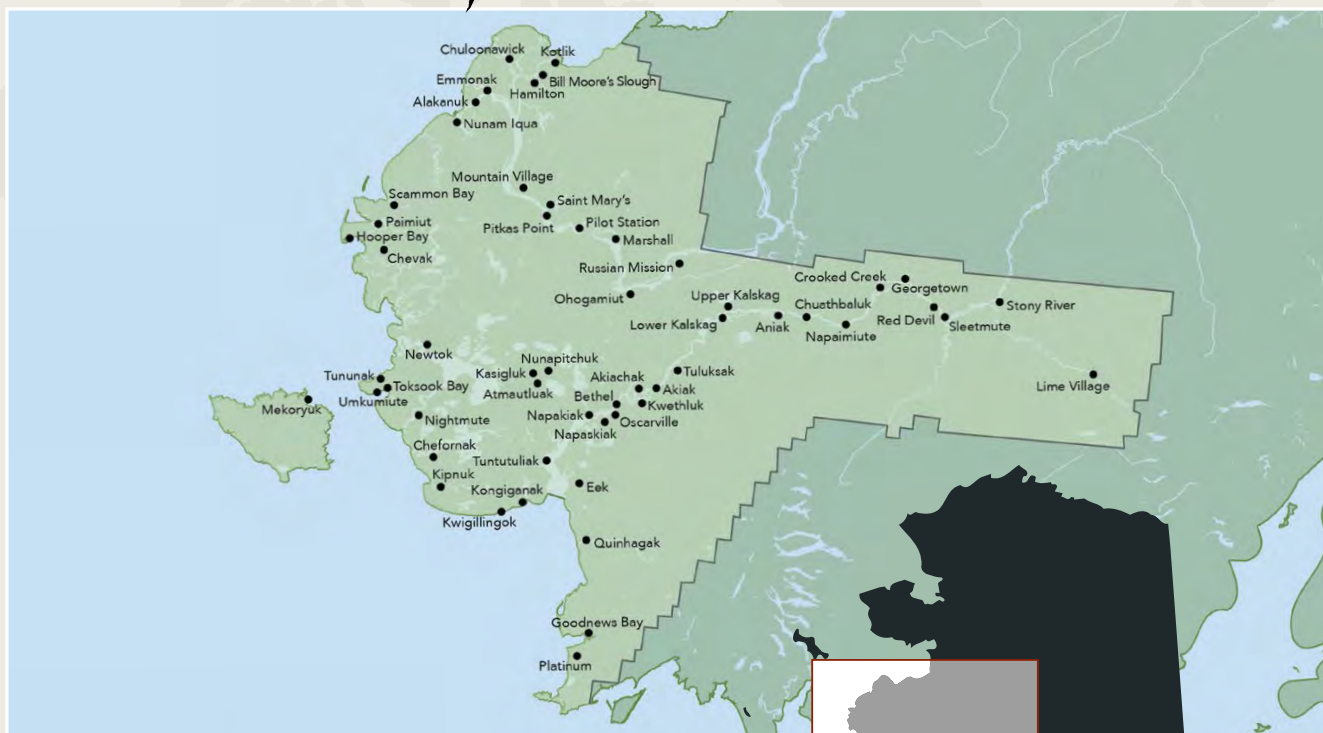 Chuloonawick
Kotlik
Emmonak
Bill Moore's Slough
Hamilton
Alakanuk
Nunam Iqua
Mountain Village
Scammon Bay
Saint Mary's
Paimiut
Pitkas Point
Pilot Station
Hooper Bay
Marshall
Chevak
Russian Mission
Crooked Creek
Georgetown
Ohogamiut
Upper Kalskag
Chuathbaluk
Stony River
Lower Kalskag
Aniak
Red Devil
Sleetmute
Napaimiute
Newtok
Nunapitchuk
Tununak
Kasigluk
Akiachak
Tuluksak
Toksook Bay
Atmautluak
Akiak
Lime Village
Umkumiute
Bethel
Mekoryuk
Kwethluk
Nightmute
Napakiak
Oscarville
Napaskiak
Chefornak
Tuntutuliak
Kipnuk
Kongiganak
Eek
Kwigillingok
Quinhagak
Goodnews Bay
Platinum